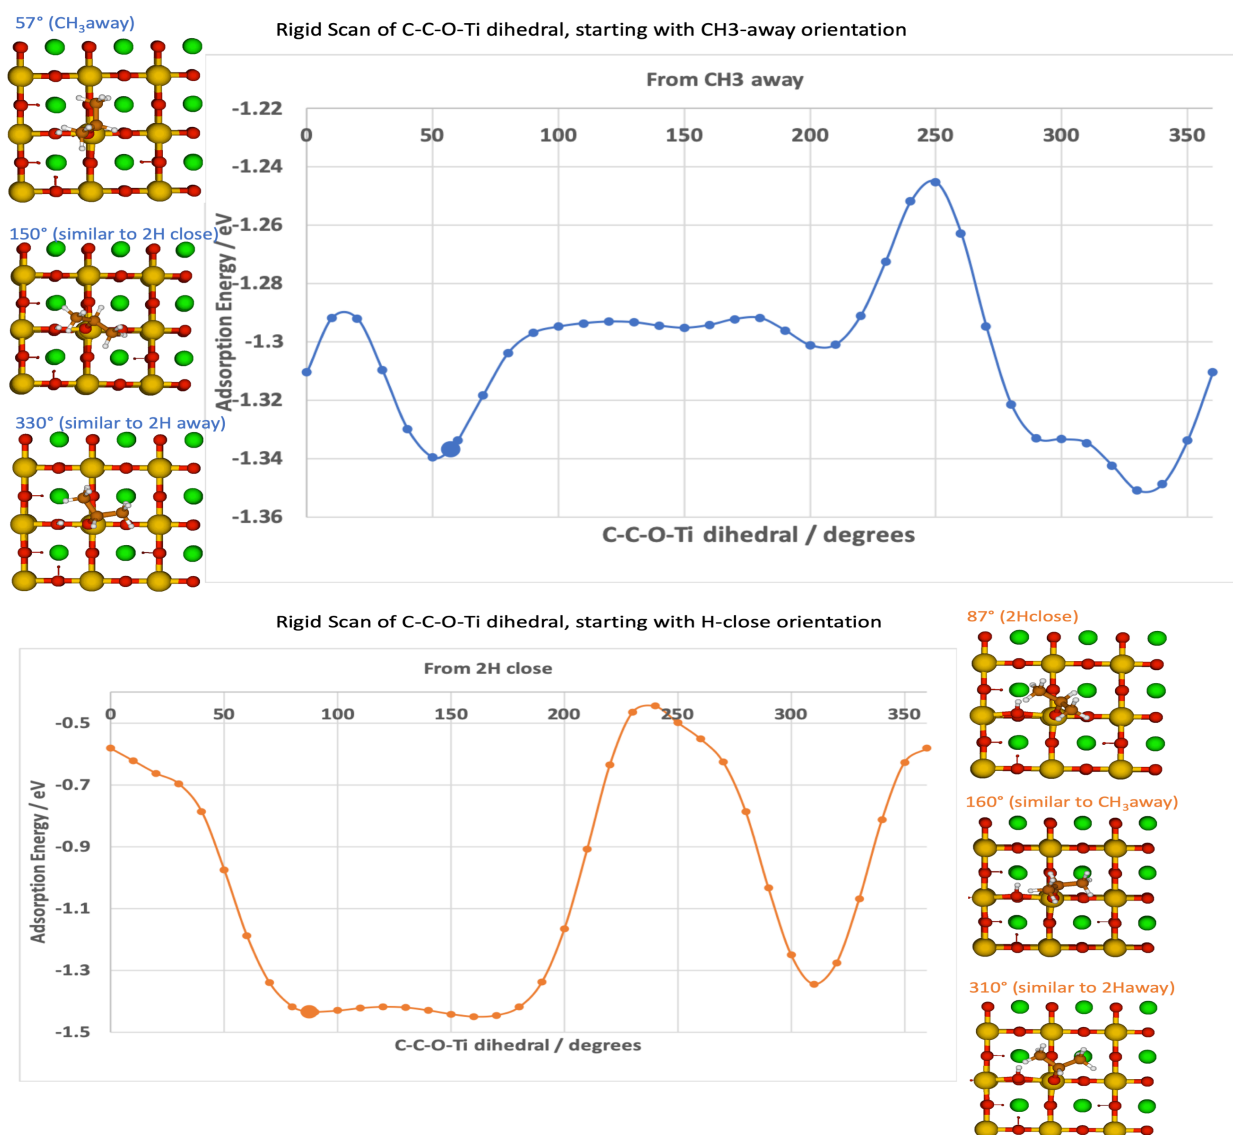 57° (CH₃away)
Rigid Scan of C-C-O-Ti dihedral, starting with CH3-away orientation
From CH3 away
-1.22
0 50 100 150 200 250 300 350
-1.24
-1.26
-1.28
-1.3
-1.32
-1.34
-1.36
Adsorption Energy / eV
C-C-O-Ti dihedral / degrees
150° (similar to 2H close)
330° (similar to 2H away)
Rigid Scan of C-C-O-Ti dihedral, starting with H-close orientation
From 2H close
0 50 100 150 200 250 300 350
-0.5
-0.7
-0.9
-1.1
-1.3
-1.5
Adsorption Energy / eV
C-C-O-Ti dihedral / degrees
87° (2Hclose)
160° (similar to CH₃away)
310° (similar to 2Haway)